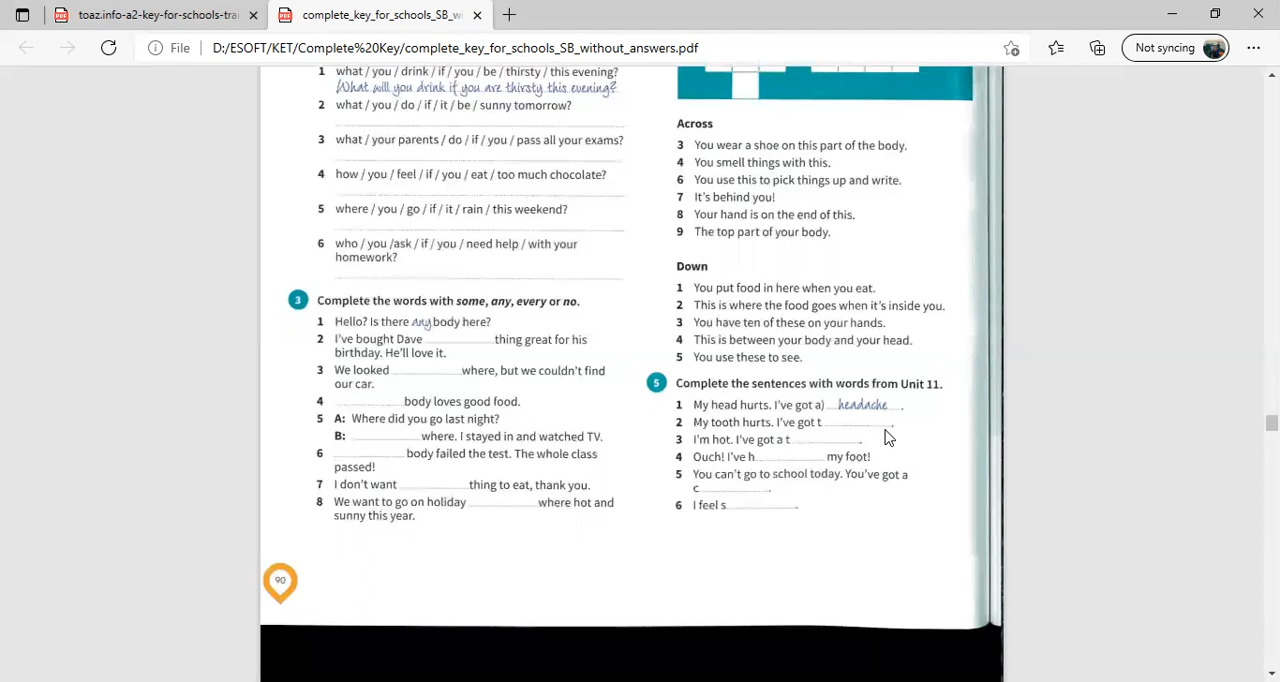 toaz.info-a2-key-for-schools-tra
complete_key_for_schools_SB_wi
File
D:/ESOFT/KET/Complete%20Key/complete_key_for_schools_SB_without_answers.pdf
Not syncing
1 what / you / drink / if / you / be / thirsty / this evening?
What will you drink if you are thirsty this evening?
2 what / you / do / if / it / be / sunny tomorrow?
3 what / your parents / do / if / you / pass all your exams?
4 how / you / feel / if / you / eat / too much chocolate?
5 where / you / go / if / it / rain / this weekend?
6 who / you /ask / if / you / need help / with your
homework?
3 Complete the words with some, any, every or no.
1 Hello? Is there any body here?
2 I've bought Dave thing great for his
birthday. He'll love it.
3 We looked where, but we couldn't find
our car.
4 body loves good food.
5 A: Where did you go last night?
B: where. I stayed in and watched TV.
6 body failed the test. The whole class
passed!
7 I don't want thing to eat, thank you.
8 We want to go on holiday where hot and
sunny this year.
90
Across
3 You wear a shoe on this part of the body.
4 You smell things with this.
6 You use this to pick things up and write.
7 It's behind you!
8 Your hand is on the end of this.
9 The top part of your body.
Down
1 You put food in here when you eat.
2 This is where the food goes when it's inside you.
3 You have ten of these on your hands.
4 This is between your body and your head.
5 You use these to see.
5 Complete the sentences with words from Unit 11.
1 My head hurts. I've got a) headache .
2 My tooth hurts. I've got t .
3 I'm hot. I've got a t .
4 Ouch! I've h my foot!
5 You can't go to school today. You've got a
c .
6 I feel s .